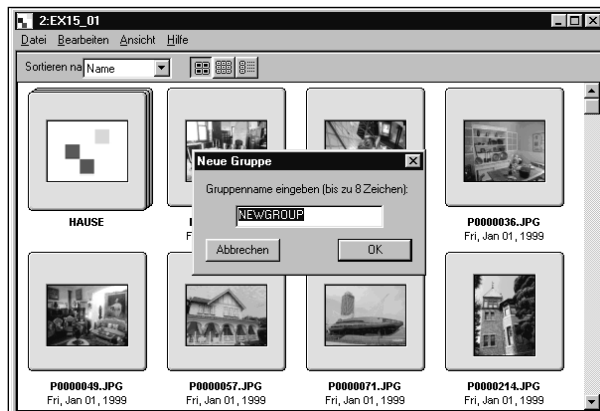 2:EX15_01
Datei Bearbeiten Ansicht Hilfe
Sortieren na Name
Neue Gruppe
Gruppenname eingeben (bis zu 8 Zeichen):
NEWGROUP
Abbrechen OK
HAUSE P0000036.JPG
Fri, Jan 01, 1999
P0000049.JPG P0000057.JPG P0000071.JPG P0000214.JPG
Fri, Jan 01, 1999 Fri, Jan 01, 1999 Fri, Jan 01, 1999 Fri, Jan 01, 1999